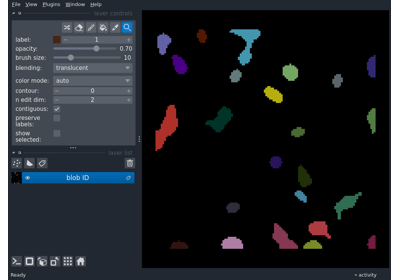 File View Plugins Window Help
layer controls
label: 1
opacity: 0.70
brush size: 10
blending: translucent
color mode: auto
contour: 0
n edit dim: 2
contiguous:
preserve
labels:
show
selected:
layer list
blob ID
Ready
activity